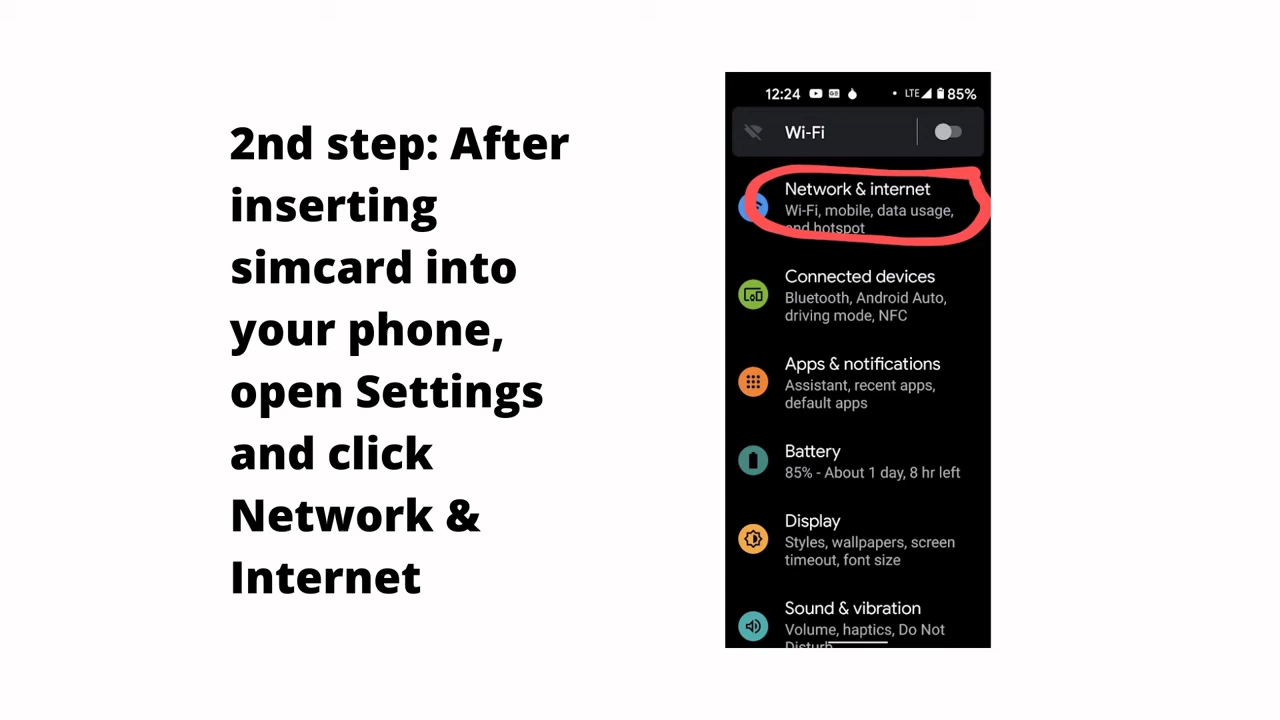 2nd step: After
inserting
simcard into
your phone,
open Settings
and click
Network &
Internet
12:24 LTE 85%
Wi-Fi
Network & internet
Wi-Fi, mobile, data usage,
and hotspot
Connected devices
Bluetooth, Android Auto,
driving mode, NFC
Apps & notifications
Assistant, recent apps,
default apps
Battery
85% - About 1 day, 8 hr left
Display
Styles, wallpapers, screen
timeout, font size
Sound & vibration
Volume, haptics, Do Not
Disturb